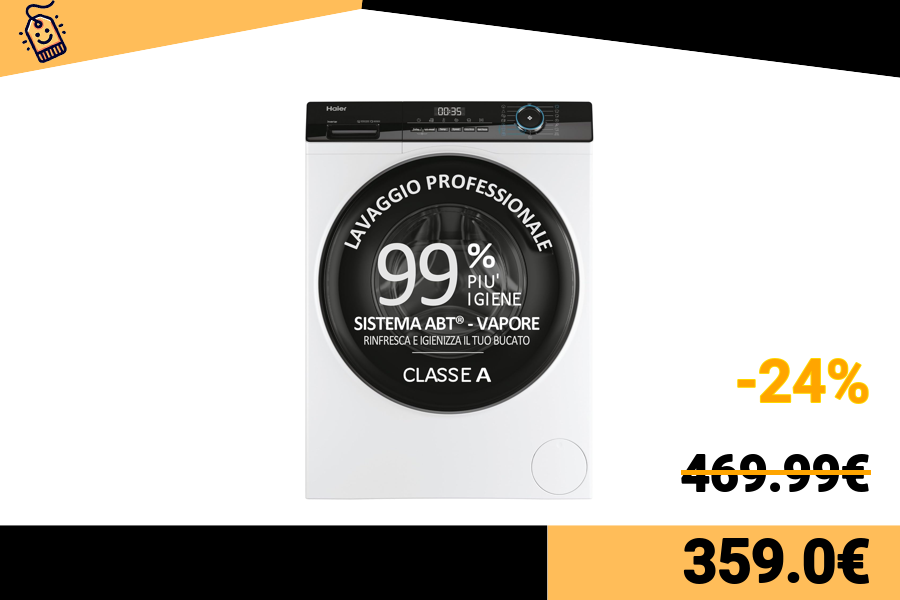 Haier
00:35
LAVAGGIO PROFESSIONALE
99%
PIU'
IGIENE
SISTEMA ABT® - VAPORE
RINFRESCA E IGIENIZZA IL TUO BUCATO
CLASSE A
-24%
469.99€
359.0€